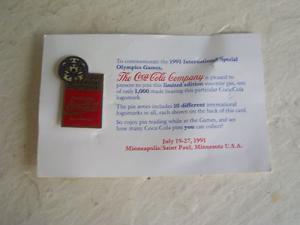 To commemorate the 1991 International Special
Olympics Games,
The Coca-Cola Company is pleased to
present to you this limited edition souvenir pin, one
of only 1,000 made bearing this particular Coca-Cola
logomark.
The pin series includes 10 different international
logomarks in all, each shown on the back of this card.
So enjoy pin trading while at the Games, and see
how many Coca-Cola pins you can collect!
July 19-27, 1991
Minneapolis/Saint Paul, Minnesota U.S.A.